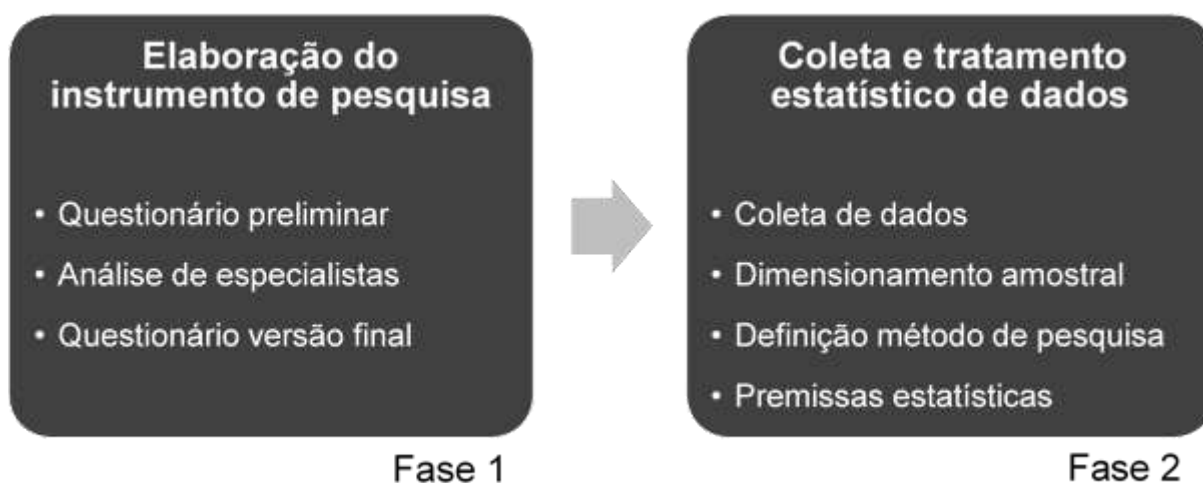 Elaboração do
instrumento de pesquisa
• Questionário preliminar
• Análise de especialistas
• Questionário versão final
Fase 1
Coleta e tratamento
estatístico de dados
• Coleta de dados
• Dimensionamento amostral
• Definição método de pesquisa
• Premissas estatísticas
Fase 2